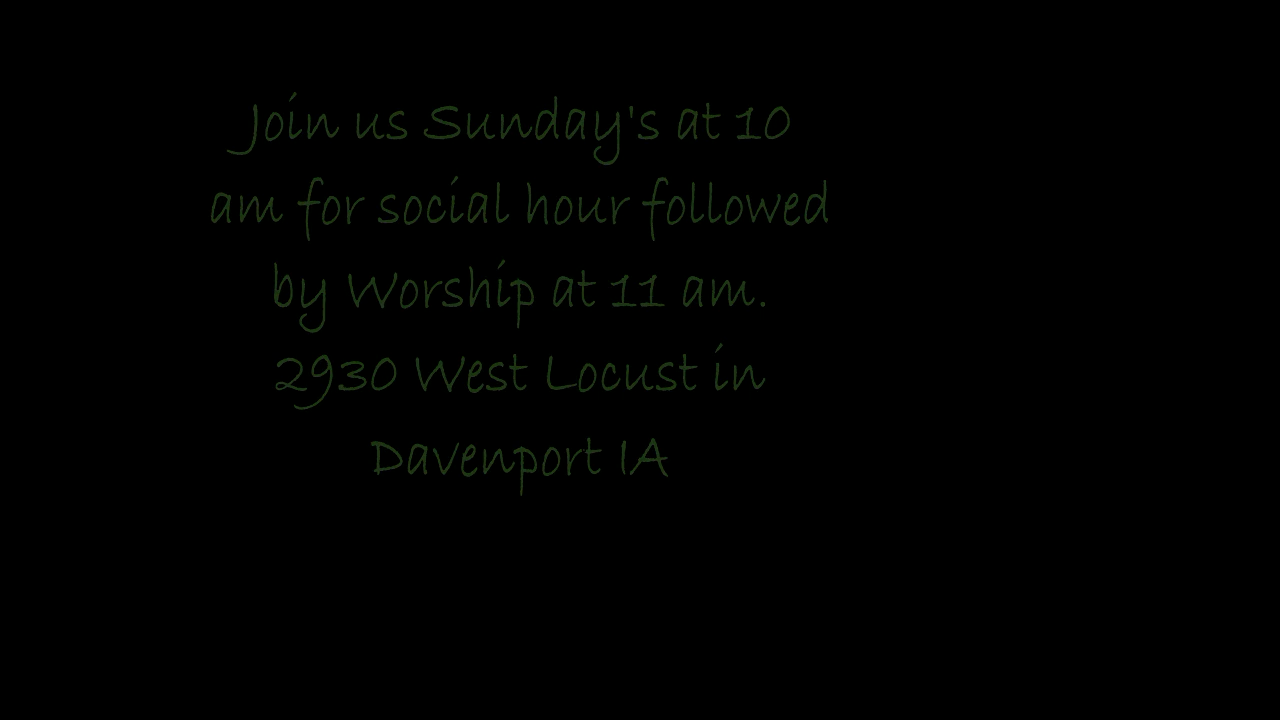 Join us Sunday's at 10
am for social hour followed
by Worship at 11 am.
2930 West Locust in
Davenport IA